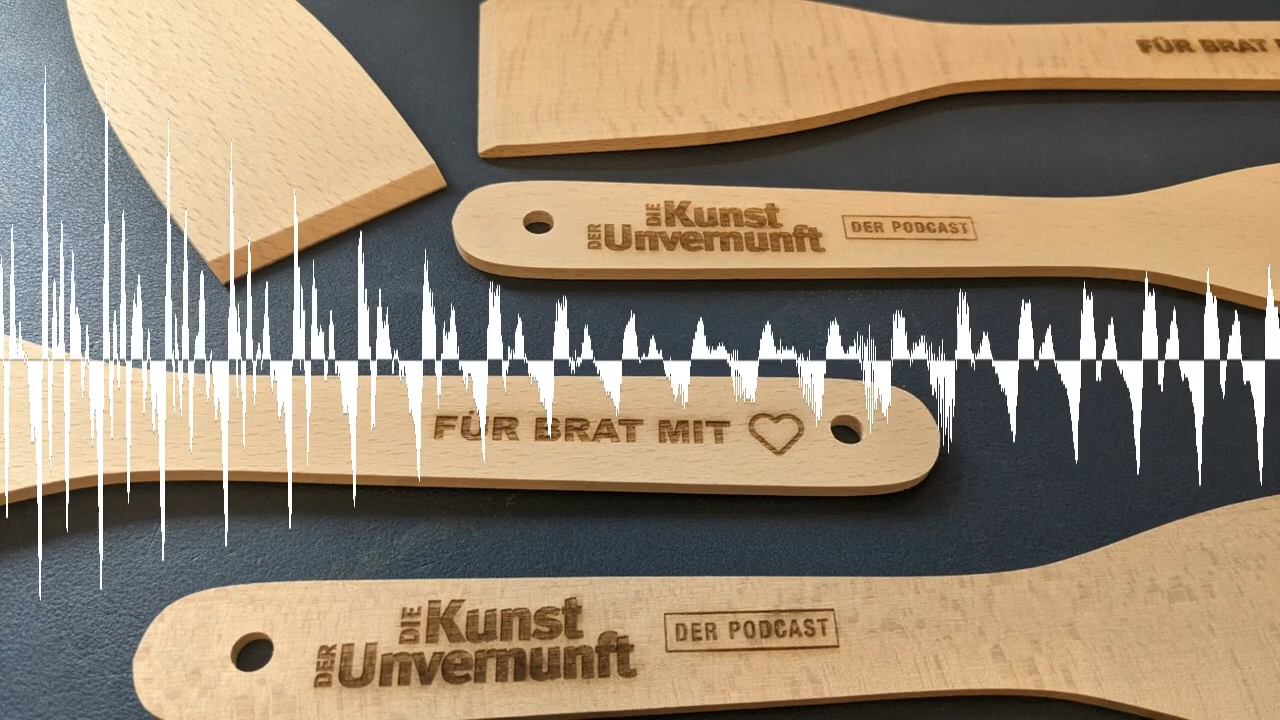 FÜR BRAT
DIE Kunst
DER Unvernunft
DER PODCAST
FÜR BRAT MIT ♡
DIE Kunst
DER Unvernunft
DER PODCAST